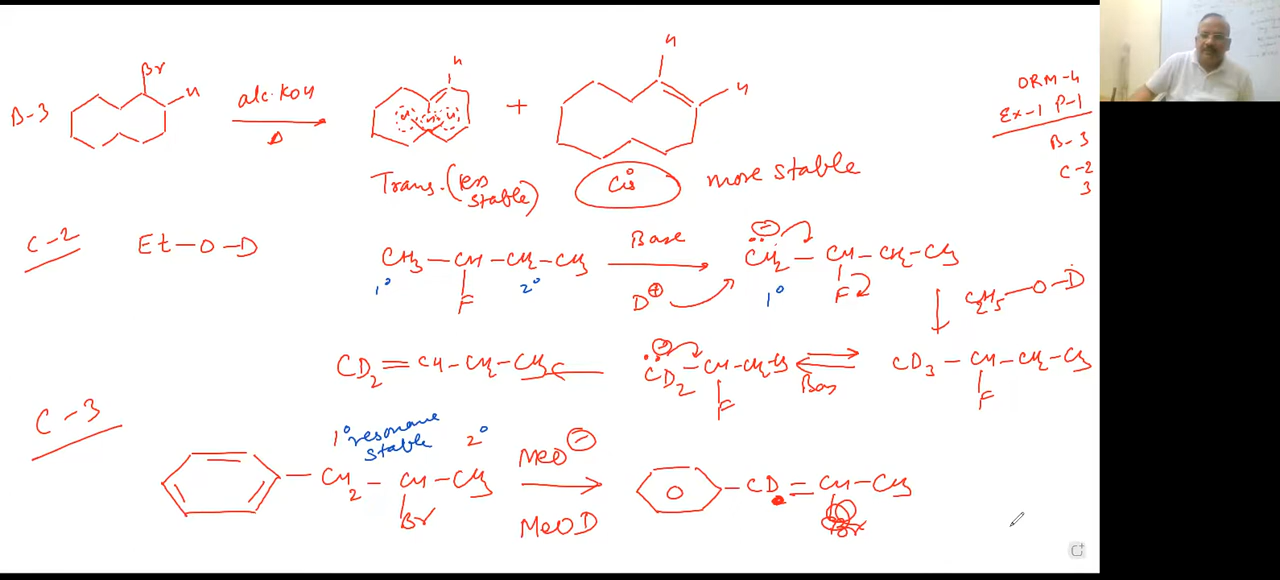 B-3
Br
H
alc. KOH
Δ
H
H H H
+
H
H
Trans. (less stable)
Cis
more stable
ORM-4
Ex-1 P-1
B-3
C-2
3
C-2
Et-O-D
CH3-CH-CH2-CH3
F
1° 2°
Base
D⊕
⊖
CH2-CH-CH2-CH3
F
1°
C2H5-O-D
CD3-CH-CH2-CH3
F
Bas
⊖
CD2-CH-CH2-CH3
F
CD2=CH-CH2-CH3
C-3
1° resonance stable 2°
-CH2-CH-CH3
Br
MeO⊖
MeOD
-CD=CH-CH3